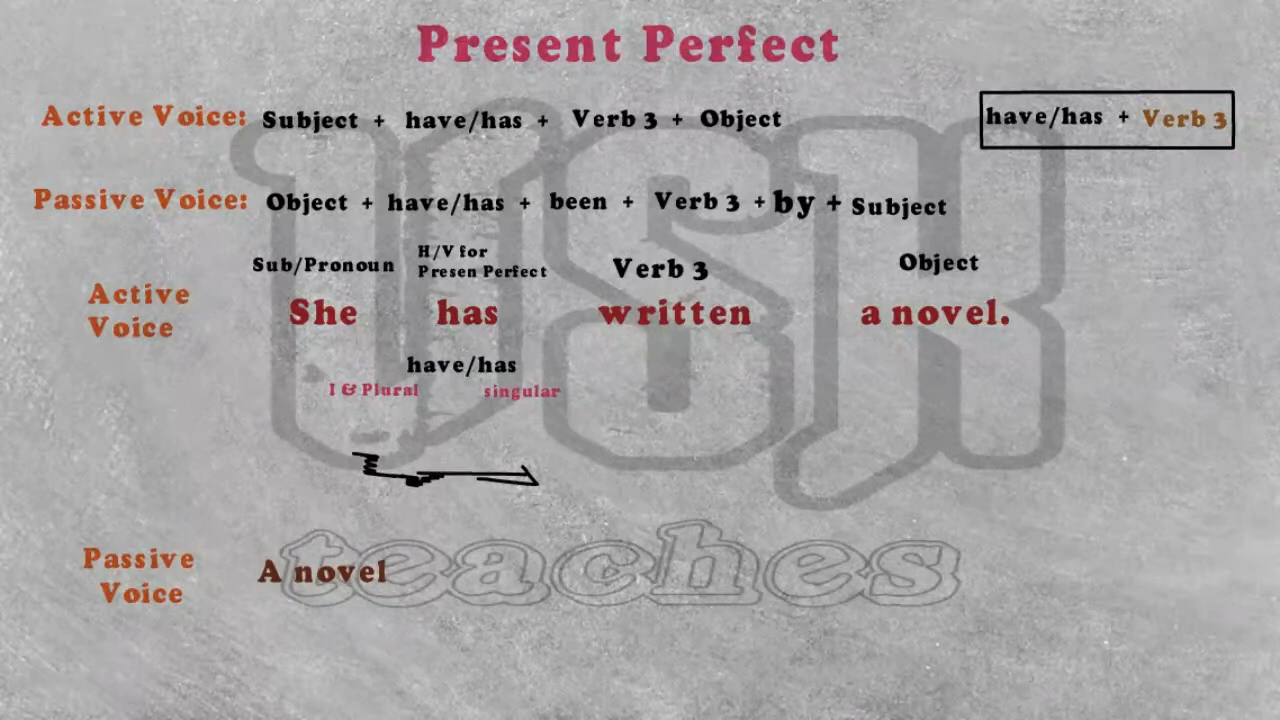 Present Perfect
Active Voice: Subject + have/has + Verb 3 + Object
have/has + Verb 3
Passive Voice: Object + have/has + been + Verb 3 + by + Subject
Sub/Pronoun
H/V for
Presen Perfect
Verb 3
Object
Active
Voice
She has written a novel.
have/has
I & Plural singular
Passive
Voice
A novel
teaches